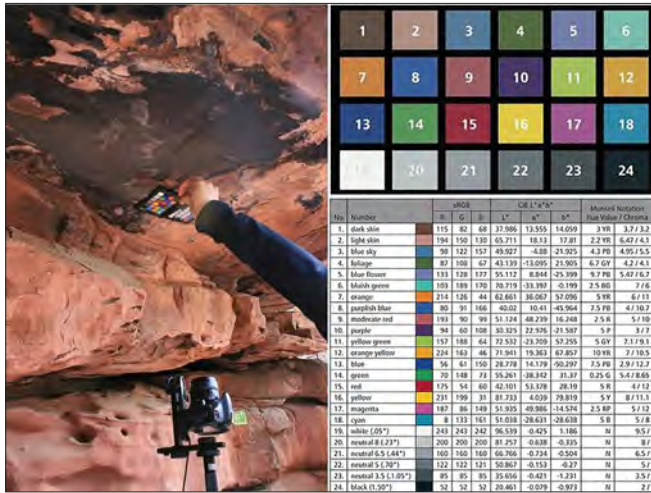 1 2 3 4 5 6
7 8 9 10 11 12
13 14 15 16 17 18
19 20 21 22 23 24
sRGB CIE L*a*b* Munsell Notation
No. Number R G B L* a* b* Hue Value / Chroma
1. dark skin 115 82 68 37.986 13.555 14.059 3 YR 3.7 / 3.2
2. light skin 194 150 130 65.711 18.13 17.81 2.2 YR 6.47 / 4.1
3. blue sky 98 122 157 49.927 -4.88 -21.925 4.3 PB 4.95 / 5.5
4. foliage 87 108 67 43.139 -13.095 21.905 6.7 GY 4.2 / 4.1
5. blue flower 133 128 177 55.112 8.844 -25.399 9.7 PB 5.47 / 6.7
6. bluish green 103 189 170 70.719 -33.397 -0.199 2.5 BG 7 / 6
7. orange 214 126 44 62.661 36.067 57.096 5 YR 6 / 11
8. purplish blue 80 91 166 40.02 10.41 -45.964 7.5 PB 4 / 10.7
9. moderate red 193 90 99 51.124 48.239 16.248 2.5 R 5 / 10
10. purple 94 60 108 30.325 22.976 -21.587 5 P 3 / 7
11. yellow green 157 188 64 72.532 -23.709 57.255 5 GY 7.1 / 9.1
12. orange yellow 224 163 46 71.941 19.363 67.857 10 YR 7 / 10.5
13. blue 56 61 150 28.778 14.179 -50.297 7.5 PB 2.9 / 12.7
14. green 70 148 73 55.261 -38.342 31.37 0.25 G 5.4 / 8.65
15. red 175 54 60 42.101 53.378 28.19 5 R 4 / 12
16. yellow 231 199 31 81.733 4.039 79.819 5 Y 8 / 11.1
17. magenta 187 86 149 51.935 49.986 -14.574 2.5 RP 5 / 12
18. cyan 8 133 161 51.038 -28.631 -28.638 5 B 5 / 8
19. white (.05*) 243 243 242 96.539 -0.425 1.186 N 9.5 /
20. neutral 8 (.23*) 200 200 200 81.257 -0.638 -0.335 N 8 /
21. neutral 6.5 (.44*) 160 160 160 66.766 -0.734 -0.504 N 6.5 /
22. neutral 5 (.70*) 122 122 121 50.867 -0.153 -0.27 N 5 /
23. neutral 3.5 (.1.05*) 85 85 85 35.656 -0.421 -1.231 N 3.5 /
24. black (1.50*) 52 52 52 20.461 -0.079 -0.973 N 2 /